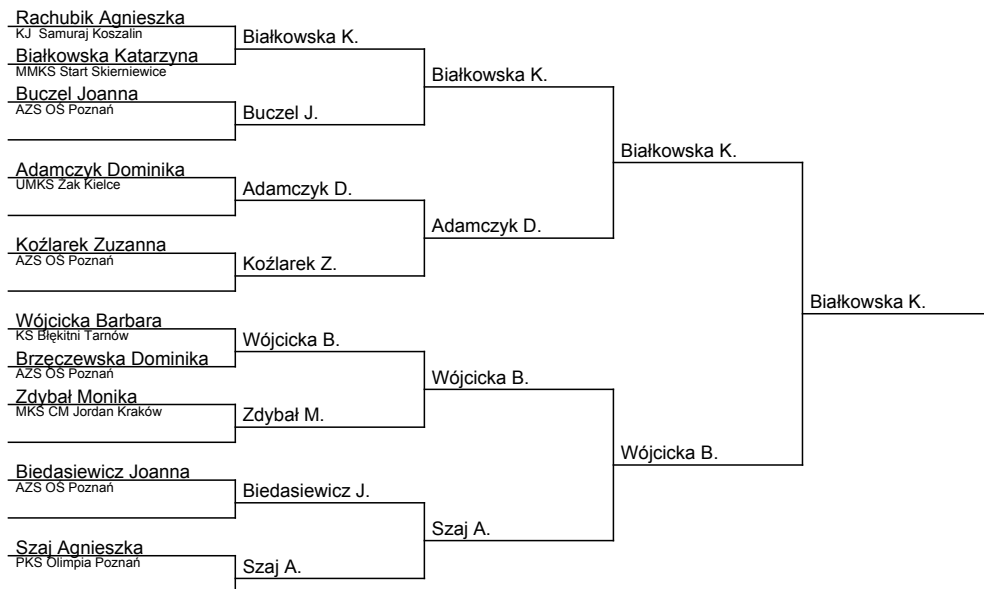 Rachubik Agnieszka
KJ Samuraj Koszalin
Białkowska Katarzyna
MMKS Start Skierniewice
Buczel Joanna
AZS OŚ Poznań
Adamczyk Dominika
UMKS Żak Kielce
Koźlarek Zuzanna
AZS OŚ Poznań
Wójcicka Barbara
KS Błękitni Tarnów
Brzęczewska Dominika
AZS OŚ Poznań
Zdybał Monika
MKS CM Jordan Kraków
Biedasiewicz Joanna
AZS OŚ Poznań
Szaj Agnieszka
PKS Olimpia Poznań
Białkowska K.
Buczel J.
Adamczyk D.
Koźlarek Z.
Wójcicka B.
Zdybał M.
Biedasiewicz J.
Szaj A.
Białkowska K.
Adamczyk D.
Wójcicka B.
Szaj A.
Białkowska K.
Wójcicka B.
Białkowska K.